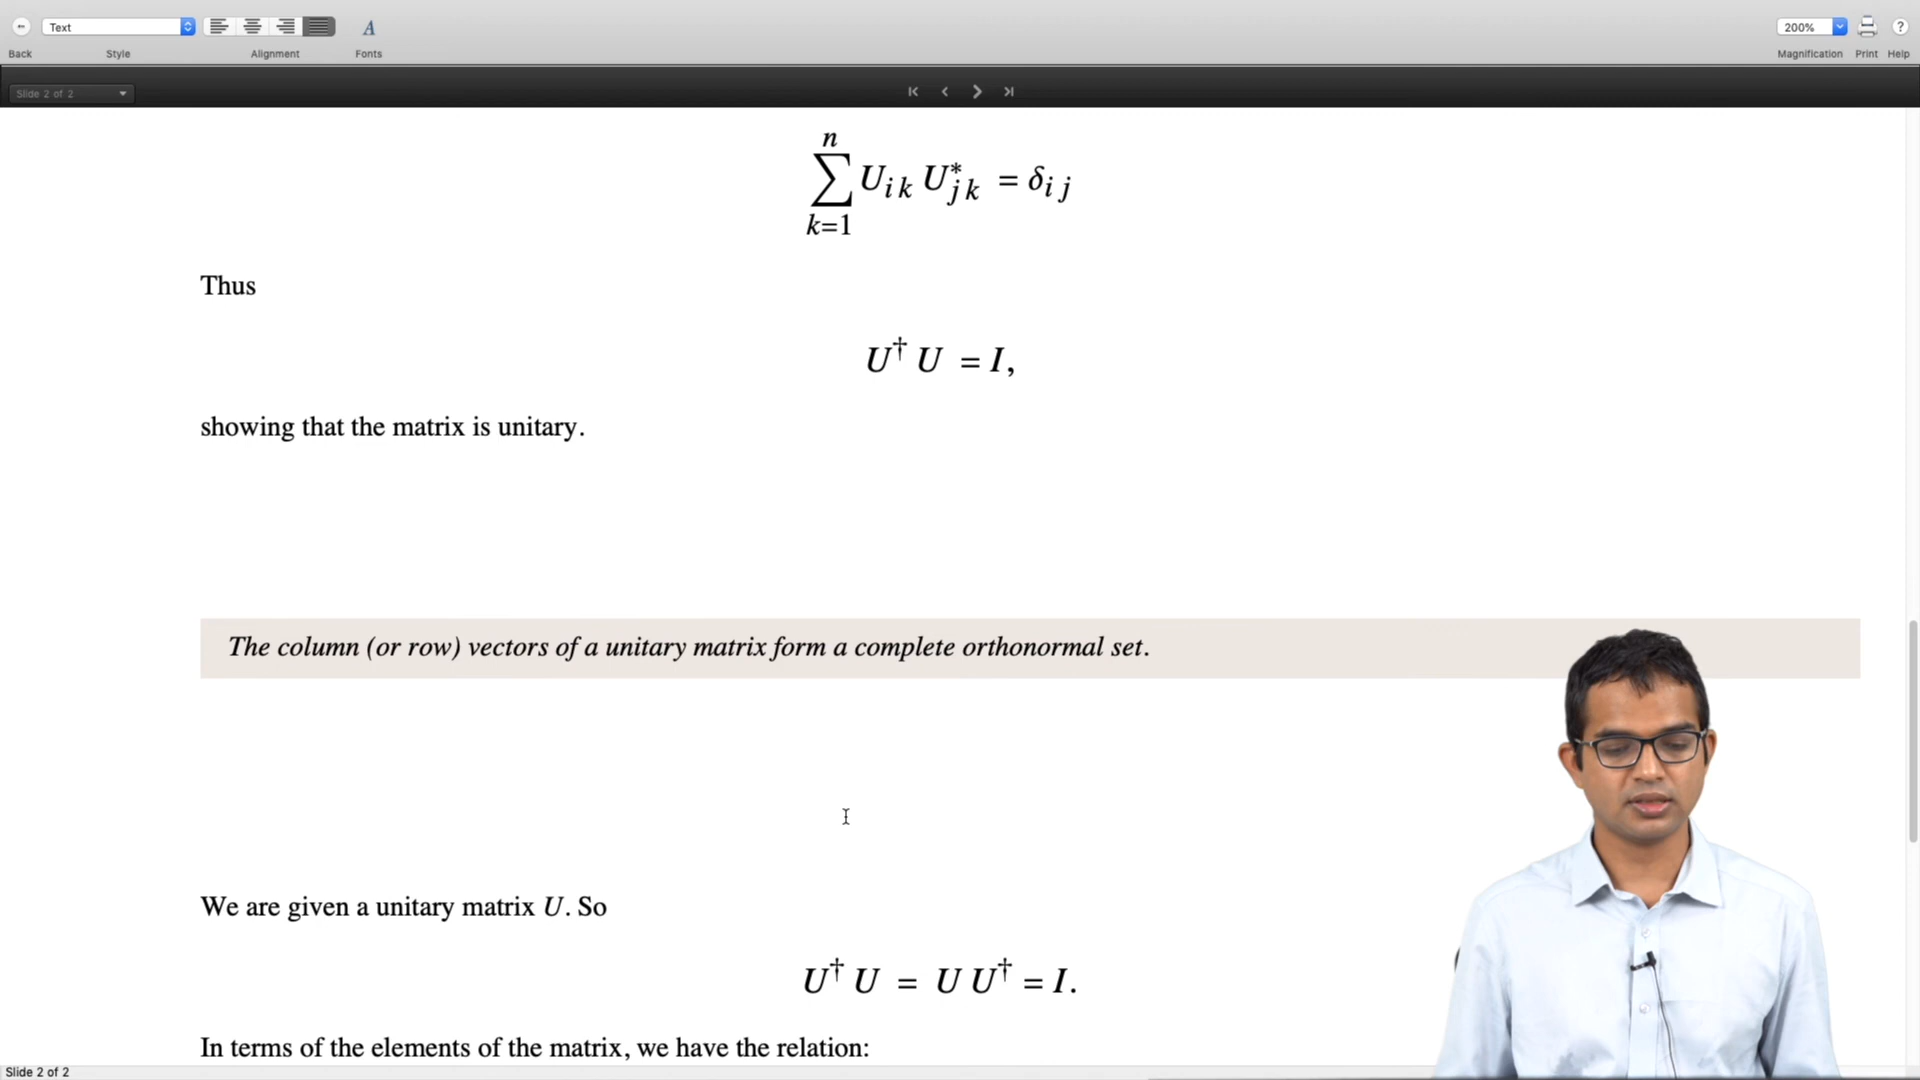 Text
200%
Back
Style
Alignment
Fonts
Magnification
Print
Help
Slide 2 of 2
n
∑ U_{ik} U^*_{jk} = δ_{ij}
k=1
Thus
U† U = I,
showing that the matrix is unitary.
The column (or row) vectors of a unitary matrix form a complete orthonormal set.
We are given a unitary matrix U. So
U† U = U U† = I.
In terms of the elements of the matrix, we have the relation:
Slide 2 of 2